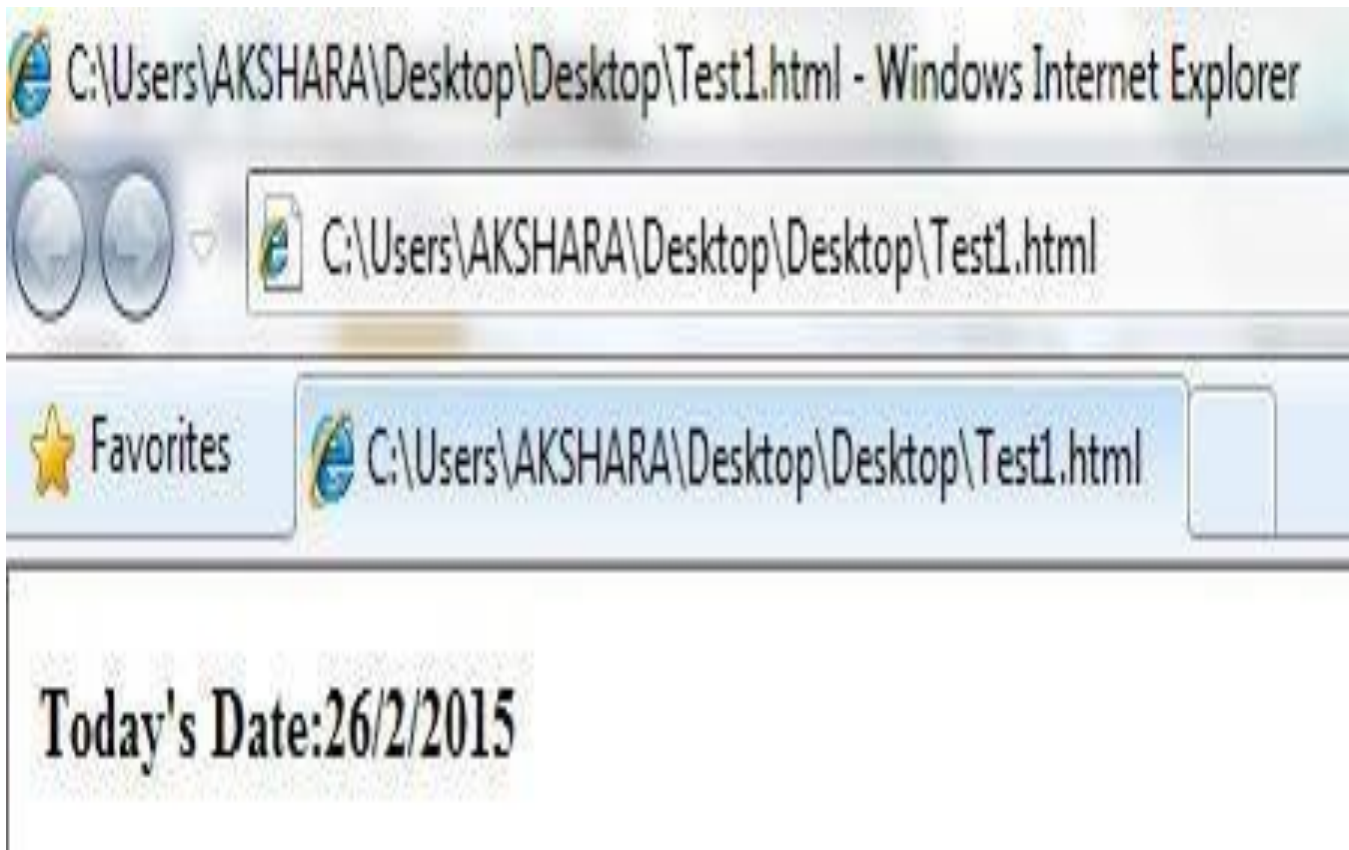 C:\Users\AKSHARA\Desktop\Desktop\Test1.html - Windows Internet Explorer
C:\Users\AKSHARA\Desktop\Desktop\Test1.html
Favorites C:\Users\AKSHARA\Desktop\Desktop\Test1.html
Today's Date:26/2/2015